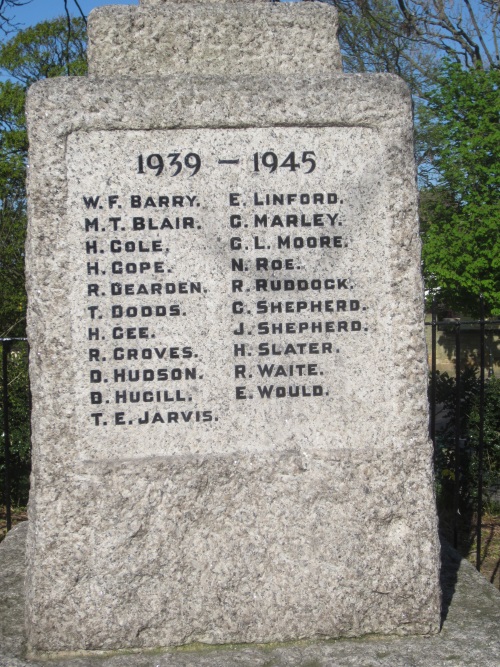 1939 – 1945
W. F. BARRY.
M. T. BLAIR.
H. COLE.
H. COPE.
R. DEARDEN.
T. DODDS.
H. GEE.
R. GROVES.
D. HUDSON.
B. HUGILL.
T. E. JARVIS.
E. LINFORD.
C. MARLEY.
G. L. MOORE.
N. ROE.
R. RUDDOCK.
G. SHEPHERD.
J. SHEPHERD.
H. SLATER.
R. WAITE.
E. WOULD.